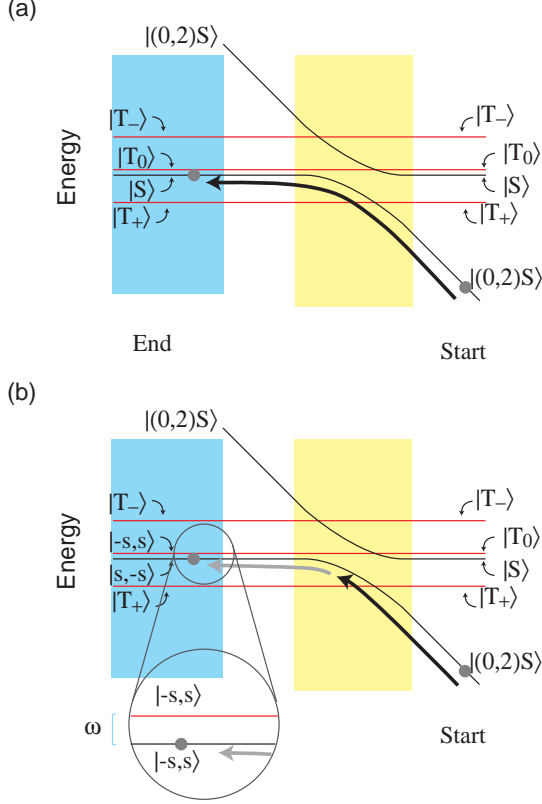 (a)
|(0,2)S⟩
|T₋⟩ |T₋⟩
|T₀⟩ |T₀⟩
|S⟩ |S⟩
|T₊⟩ |T₊⟩
Energy
|(0,2)S⟩
End Start
(b)
|(0,2)S⟩
|T₋⟩ |T₋⟩
|-s,s⟩ |T₀⟩
|s,-s⟩ |S⟩
|T₊⟩ |T₊⟩
Energy
|(0,2)S⟩
|-s,s⟩
ω
|-s,s⟩
Start